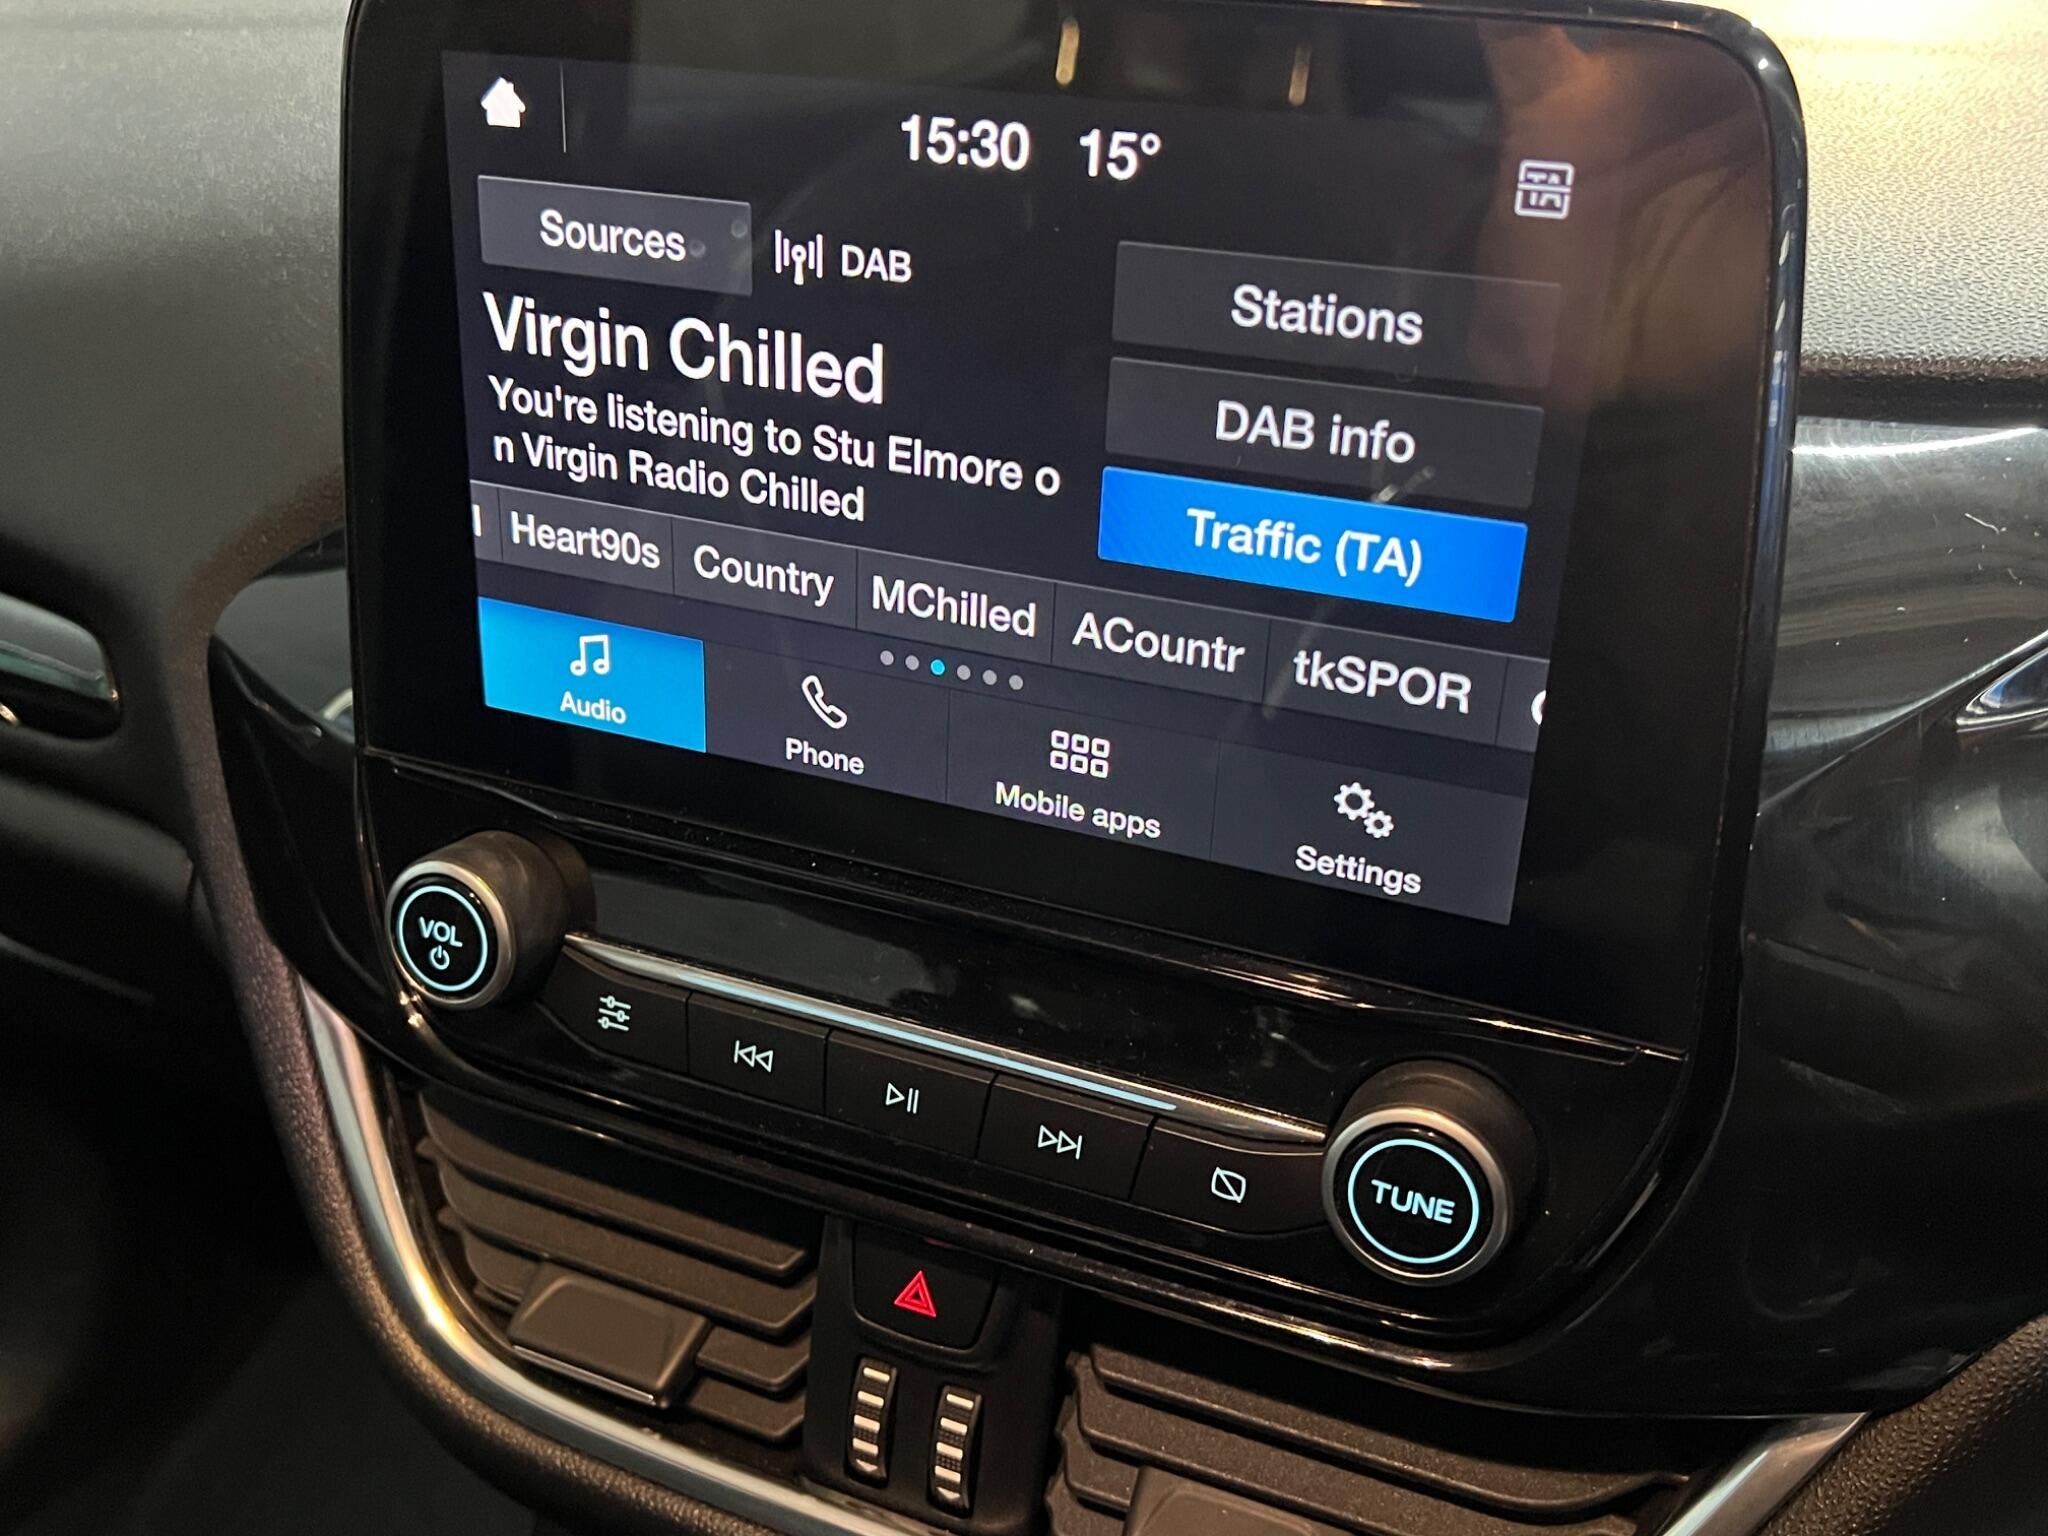 15:30 15°
TA
Sources DAB
Stations
Virgin Chilled
DAB info
You're listening to Stu Elmore o
n Virgin Radio Chilled
Traffic (TA)
Heart90s Country MChilled ACountr tkSPOR
Audio Phone Mobile apps Settings
VOL
TUNE